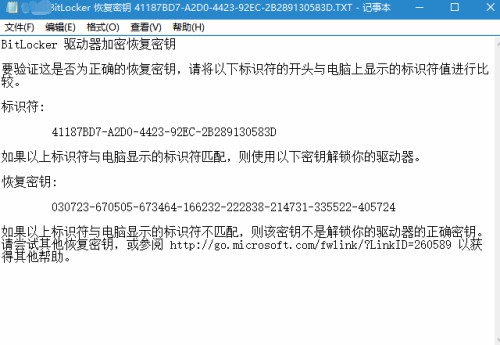 BitLocker 恢复密钥 41187BD7-A2D0-4423-92EC-2B289130583D.TXT - 记事本
文件(F) 编辑(E) 格式(O) 查看(V) 帮助(H)
BitLocker 驱动器加密恢复密钥
要验证这是否为正确的恢复密钥，请将以下标识符的开头与电脑上显示的标识符值进行比
较。
标识符:
41187BD7-A2D0-4423-92EC-2B289130583D
如果以上标识符与电脑显示的标识符匹配，则使用以下密钥解锁你的驱动器。
恢复密钥:
030723-670505-673464-166232-222838-214731-335522-405724
如果以上标识符与电脑显示的标识符不匹配，则该密钥不是解锁你的驱动器的正确密钥。
请尝试其他恢复密钥，或参阅 http://go.microsoft.com/fwlink/?LinkID=260589 以获
得其他帮助。